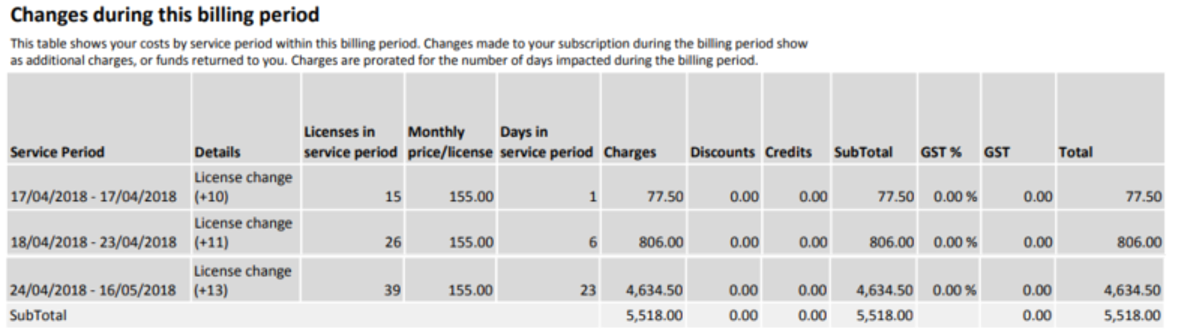 Changes during this billing period
This table shows your costs by service period within this billing period. Changes made to your subscription during the billing period show
as additional charges, or funds returned to you. Charges are prorated for the number of days impacted during the billing period.
Licenses in Monthly Days in
Service Period Details service period price/license service period Charges Discounts Credits SubTotal GST % GST Total
License change
17/04/2018 - 17/04/2018 (+10) 15 155.00 1 77.50 0.00 0.00 77.50 0.00 % 0.00 77.50
License change
18/04/2018 - 23/04/2018 (+11) 26 155.00 6 806.00 0.00 0.00 806.00 0.00 % 0.00 806.00
License change
24/04/2018 - 16/05/2018 (+13) 39 155.00 23 4,634.50 0.00 0.00 4,634.50 0.00 % 0.00 4,634.50
SubTotal 5,518.00 0.00 0.00 5,518.00 0.00 5,518.00